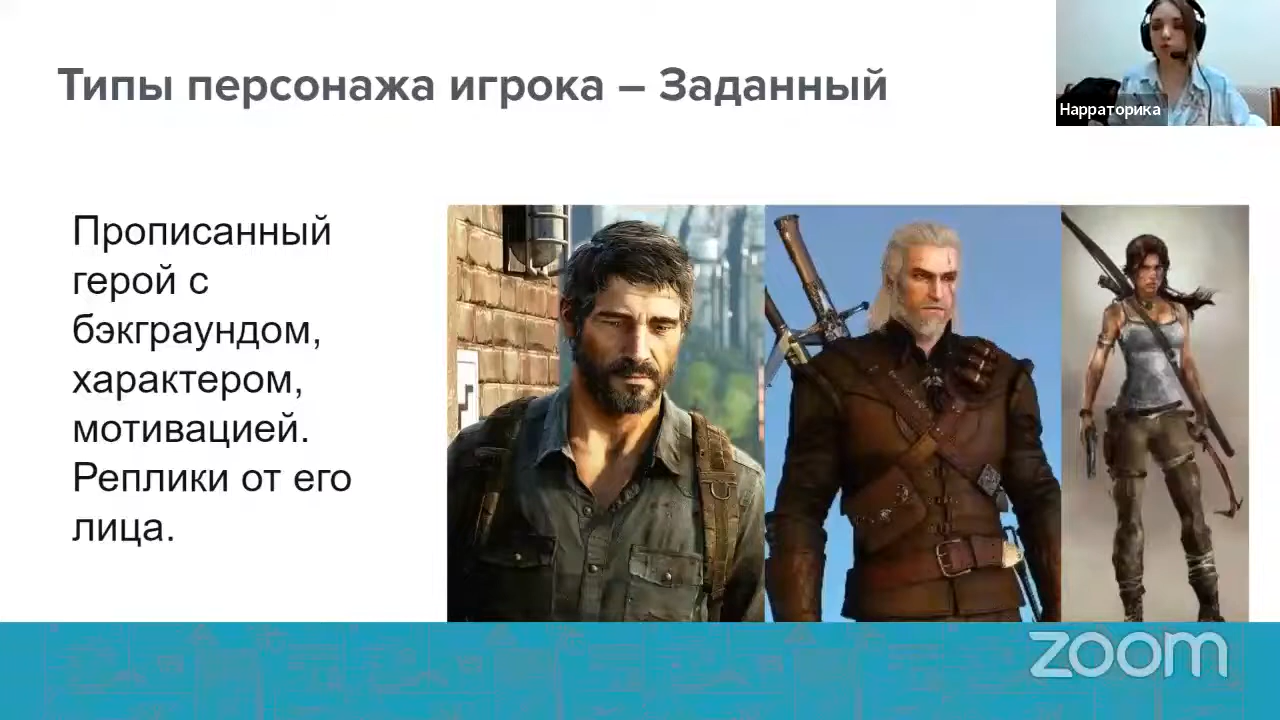 Типы персонажа игрока – Заданный
Нарраторика
Прописанный
герой с
бэкграундом,
характером,
мотивацией.
Реплики от его
лица.
zoom